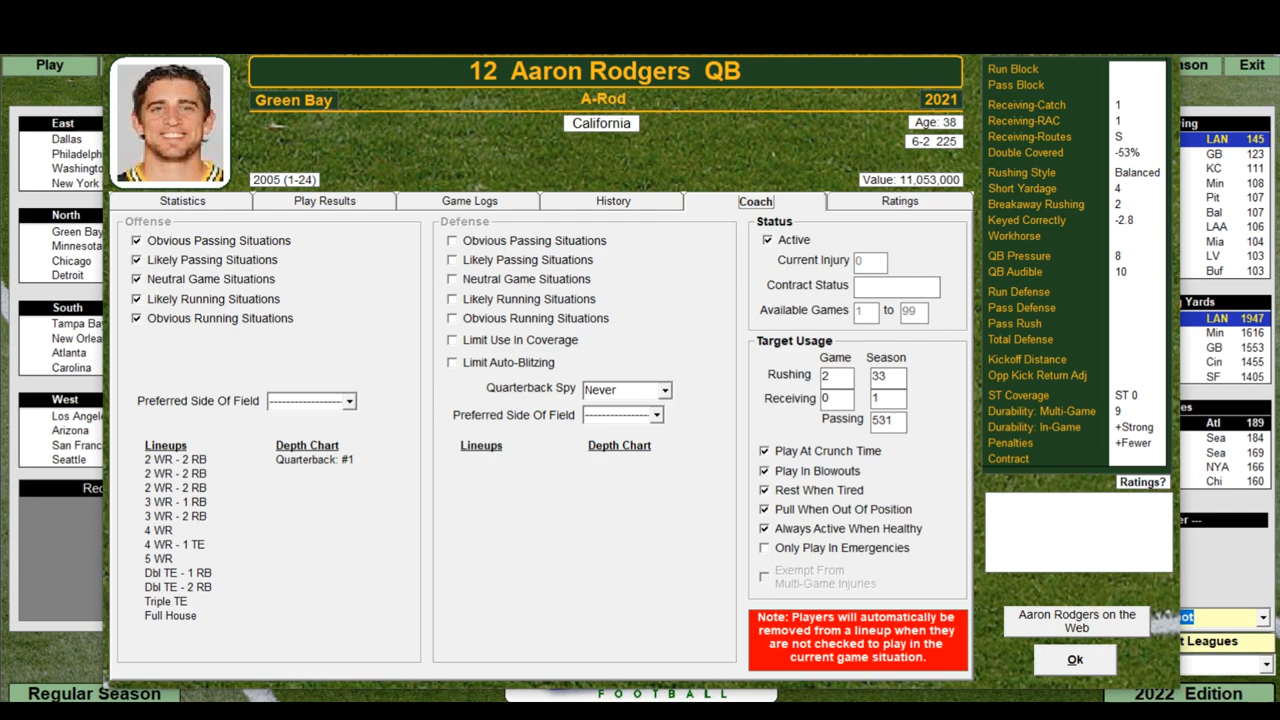 Play
12 Aaron Rodgers QB
Exit
Green Bay
A-Rod
2021
California
Age: 38
6-2 225
2005 (1-24)
Value: 11,053,000
Statistics
Play Results
Game Logs
History
Coach
Ratings
East
Dallas
Philadelph
Washingto
New York
North
Green Bay
Minnesota
Chicago
Detroit
South
Tampa Ba
New Orlea
Atlanta
Carolina
West
Los Angel
Arizona
San Franc
Seattle
Offense
Obvious Passing Situations
Likely Passing Situations
Neutral Game Situations
Likely Running Situations
Obvious Running Situations
Preferred Side Of Field
Lineups Depth Chart
2 WR - 2 RB Quarterback: #1
2 WR - 2 RB
2 WR - 2 RB
3 WR - 1 RB
3 WR - 2 RB
4 WR
4 WR - 1 TE
5 WR
Dbl TE - 1 RB
Dbl TE - 2 RB
Triple TE
Full House
Defense
Obvious Passing Situations
Likely Passing Situations
Neutral Game Situations
Likely Running Situations
Obvious Running Situations
Limit Use In Coverage
Limit Auto-Blitzing
Quarterback Spy Never
Preferred Side Of Field
Lineups Depth Chart
Status
Active
Current Injury 0
Contract Status
Available Games 1 to 99
Target Usage
Game Season
Rushing 2 33
Receiving 0 1
Passing 531
Play At Crunch Time
Play In Blowouts
Rest When Tired
Pull When Out Of Position
Always Active When Healthy
Only Play In Emergencies
Exempt From
Multi-Game Injuries
Note: Players will automatically be
removed from a lineup when they
are not checked to play in the
current game situation.
Run Block
Pass Block
Receiving-Catch 1
Receiving-RAC 1
Receiving-Routes S
Double Covered -53%
Rushing Style Balanced
Short Yardage 4
Breakaway Rushing 2
Keyed Correctly -2.8
Workhorse
QB Pressure 8
QB Audible 10
Run Defense
Pass Defense
Pass Rush
Total Defense
Kickoff Distance
Opp Kick Return Adj
ST Coverage ST 0
Durability: Multi-Game 9
Durability: In-Game +Strong
Penalties +Fewer
Contract
Ratings?
Aaron Rodgers on the
Web
Ok
LAN 145
GB 123
KC 111
Min 108
Pit 107
Bal 107
LAA 106
Mia 104
LV 103
Buf 103
Yards
LAN 1947
Min 1616
GB 1553
Cin 1455
SF 1405
Atl 189
Sea 184
Sea 169
NYA 166
Chi 160
Leagues
Regular Season
FOOTBALL
2022 Edition